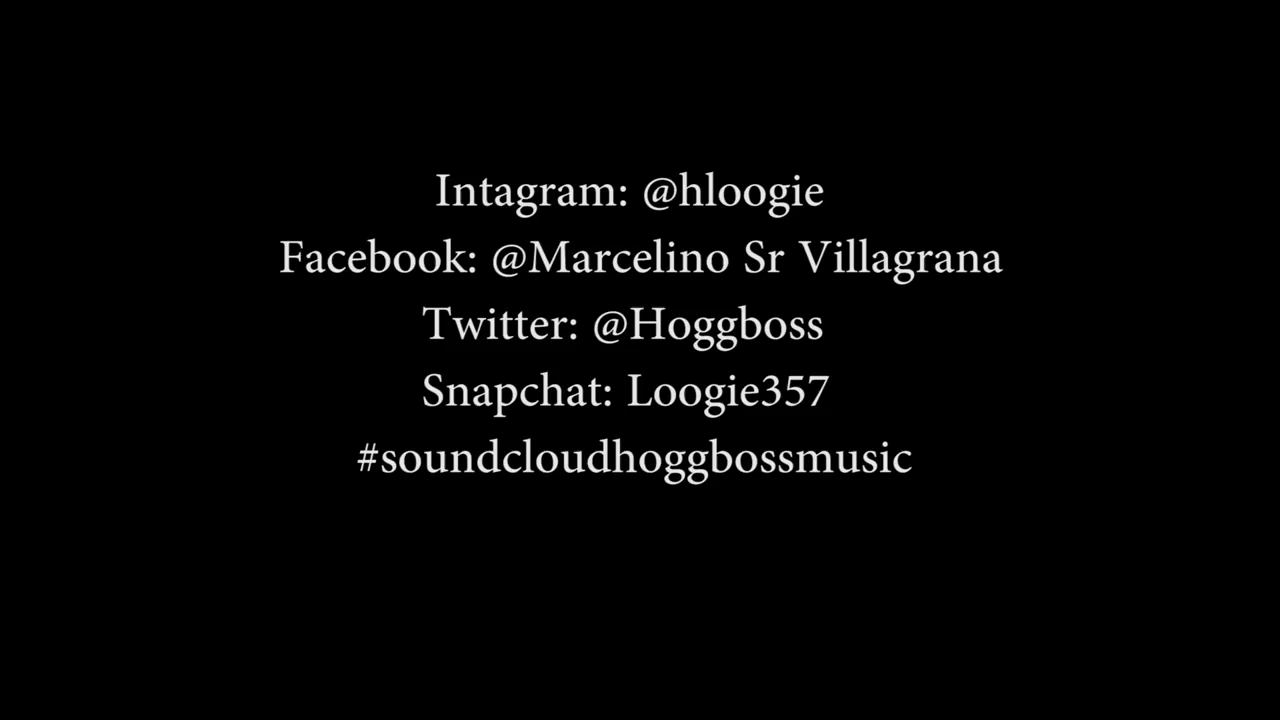 Intagram: @hloogie
Facebook: @Marcelino Sr Villagrana
Twitter: @Hoggboss
Snapchat: Loogie357
#soundcloudhoggbossmusic